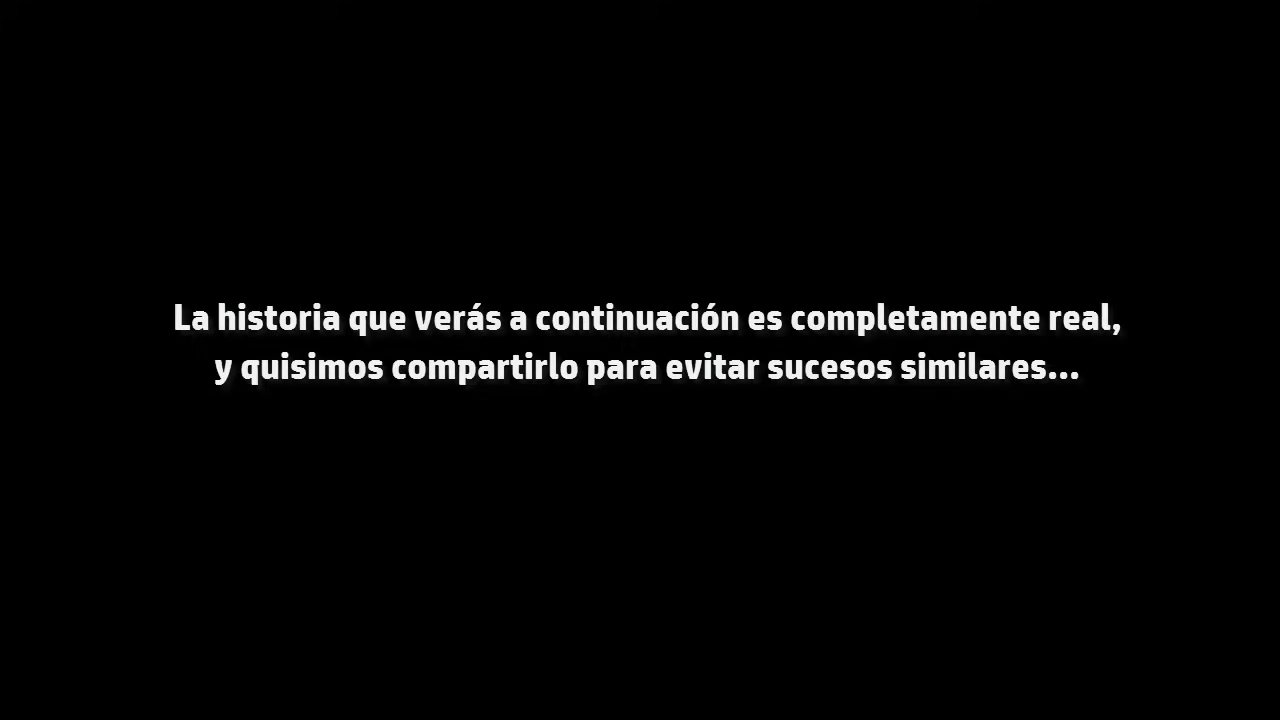 La historia que verás a continuación es completamente real,
y quisimos compartirlo para evitar sucesos similares...